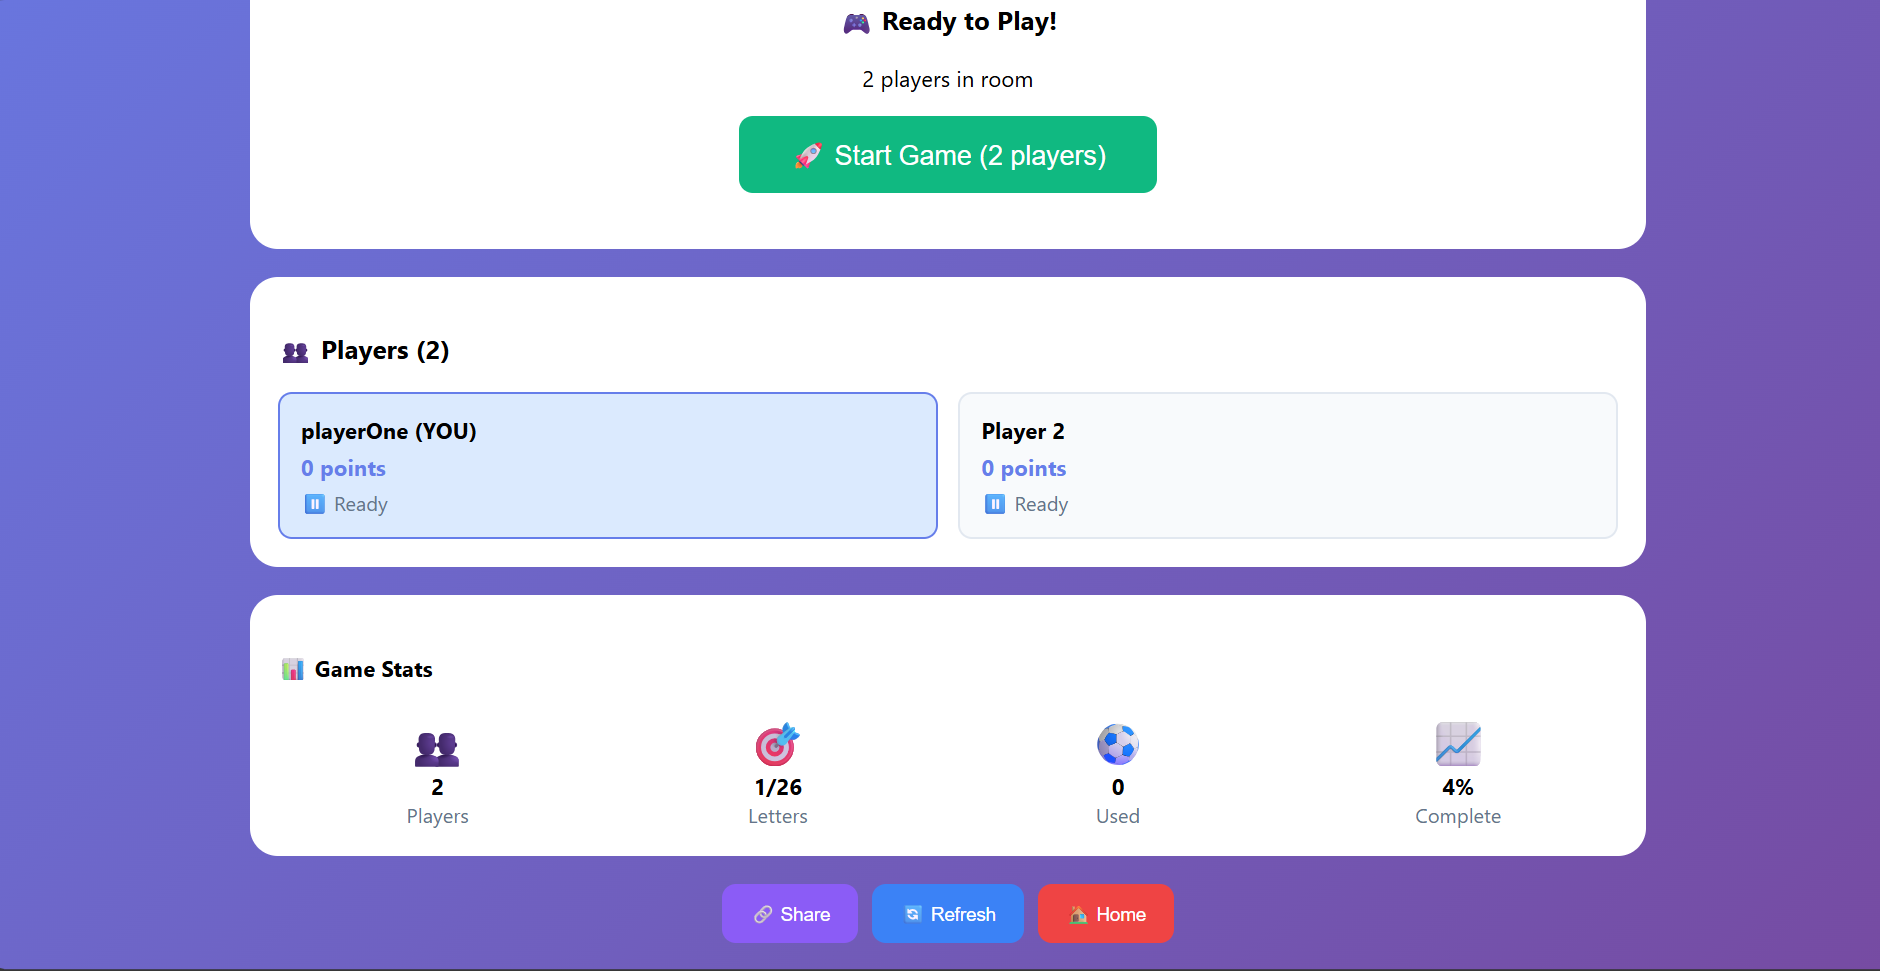 Ready to Play!
2 players in room
Start Game (2 players)
Players (2)
playerOne (YOU)
0 points
Ready
Player 2
0 points
Ready
Game Stats
2
Players
1/26
Letters
0
Used
4%
Complete
Share
Refresh
Home